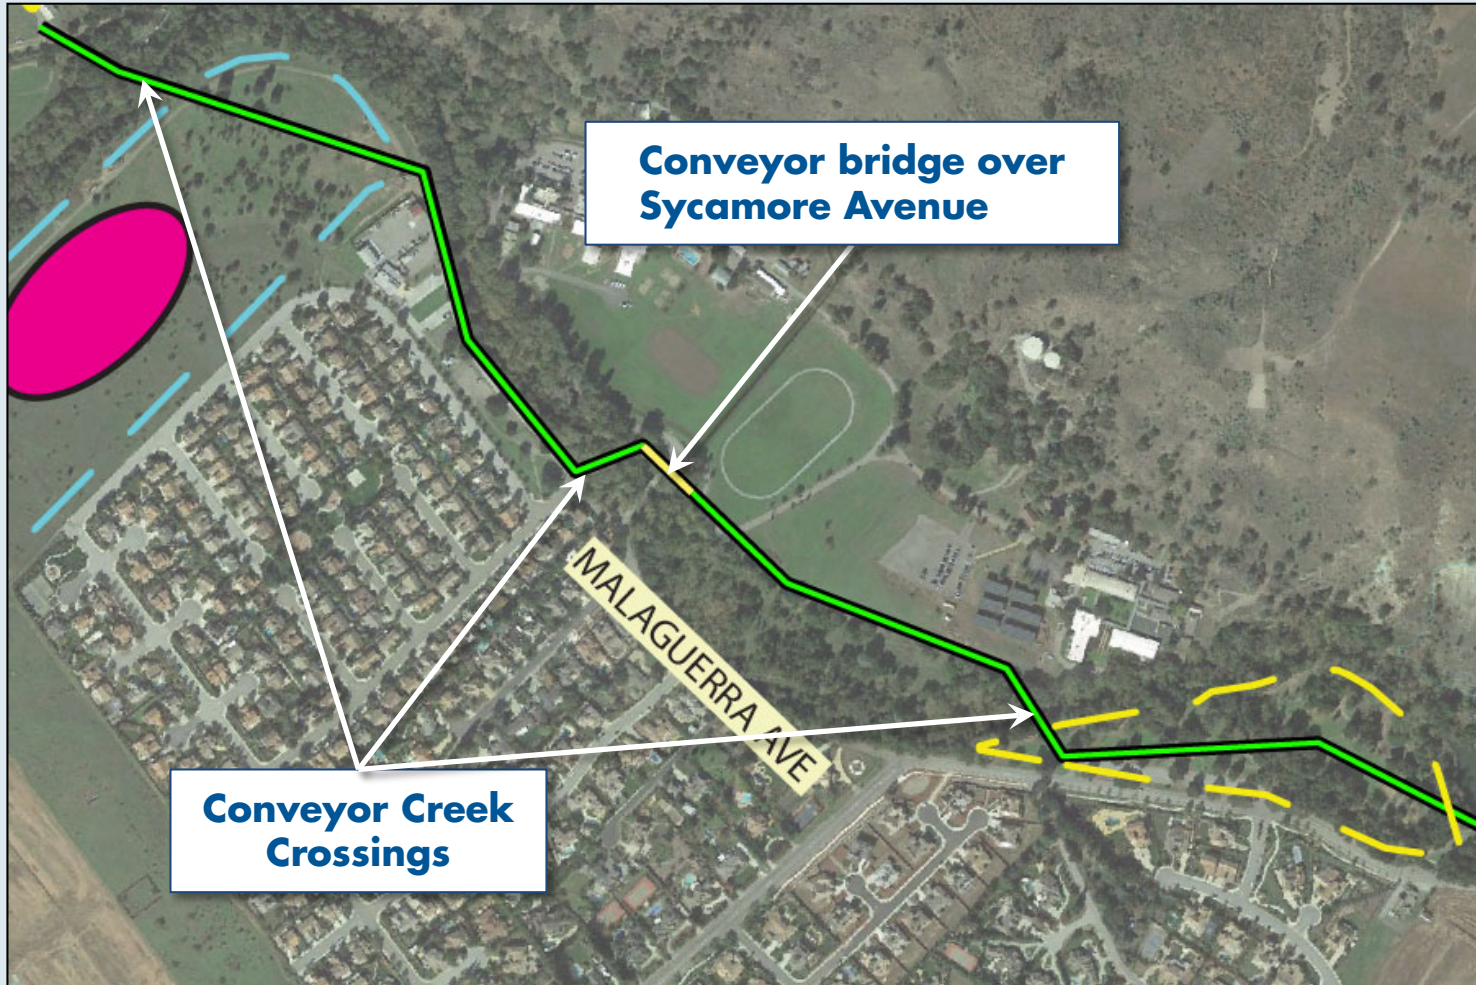 Conveyor bridge over
Sycamore Avenue
MALAGUERRA AVE
Conveyor Creek
Crossings